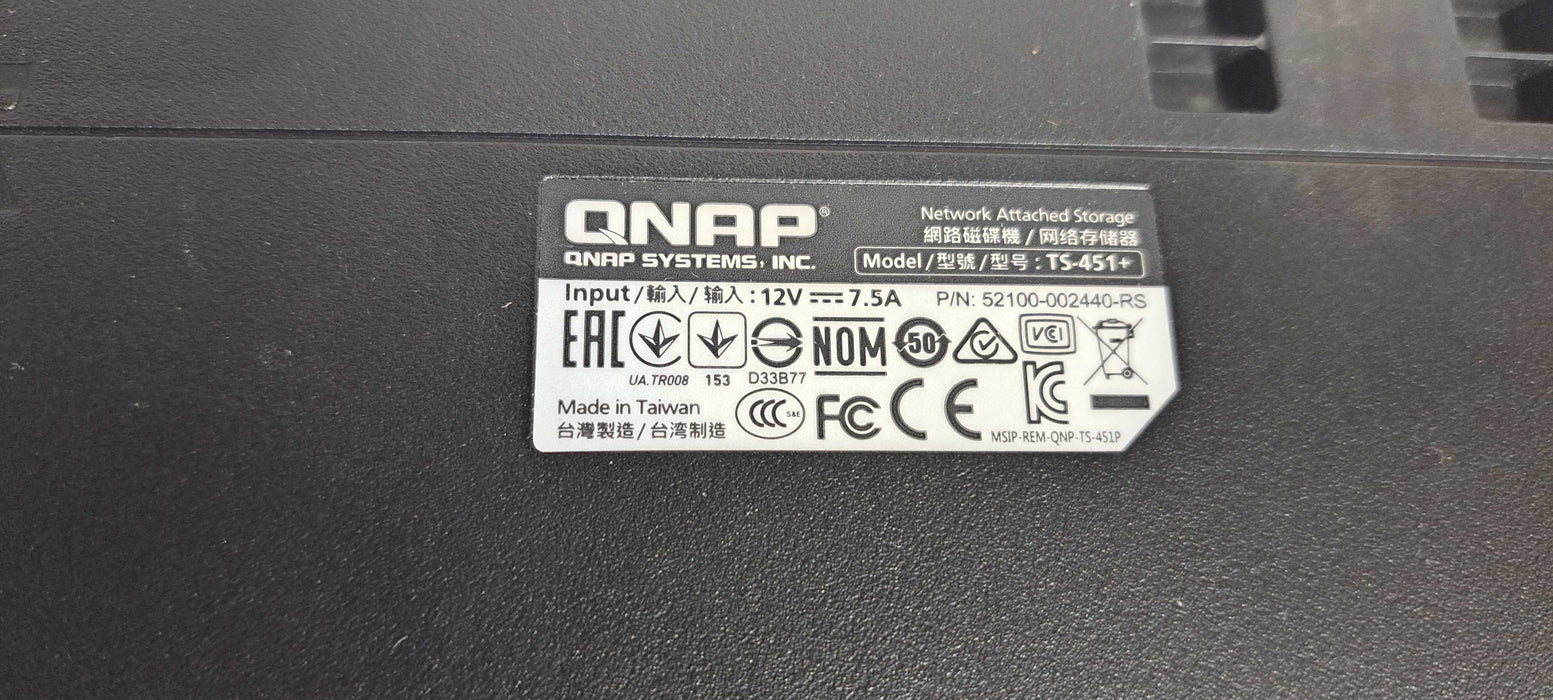 QNAP®
QNAP SYSTEMS, INC.
Network Attached Storage
網路磁碟機 / 网络存储器
Model / 型號 / 型号 : TS-451+
Input / 輸入 / 输入 : 12V ⎓ 7.5A
P/N: 52100-002440-RS
EAC
NOM
50
VCI
UA.TR008
153
D33B77
Made in Taiwan
台灣製造 / 台湾制造
CCC S&E
FC
CE
KC
MSIP-REM-QNP-TS-451P